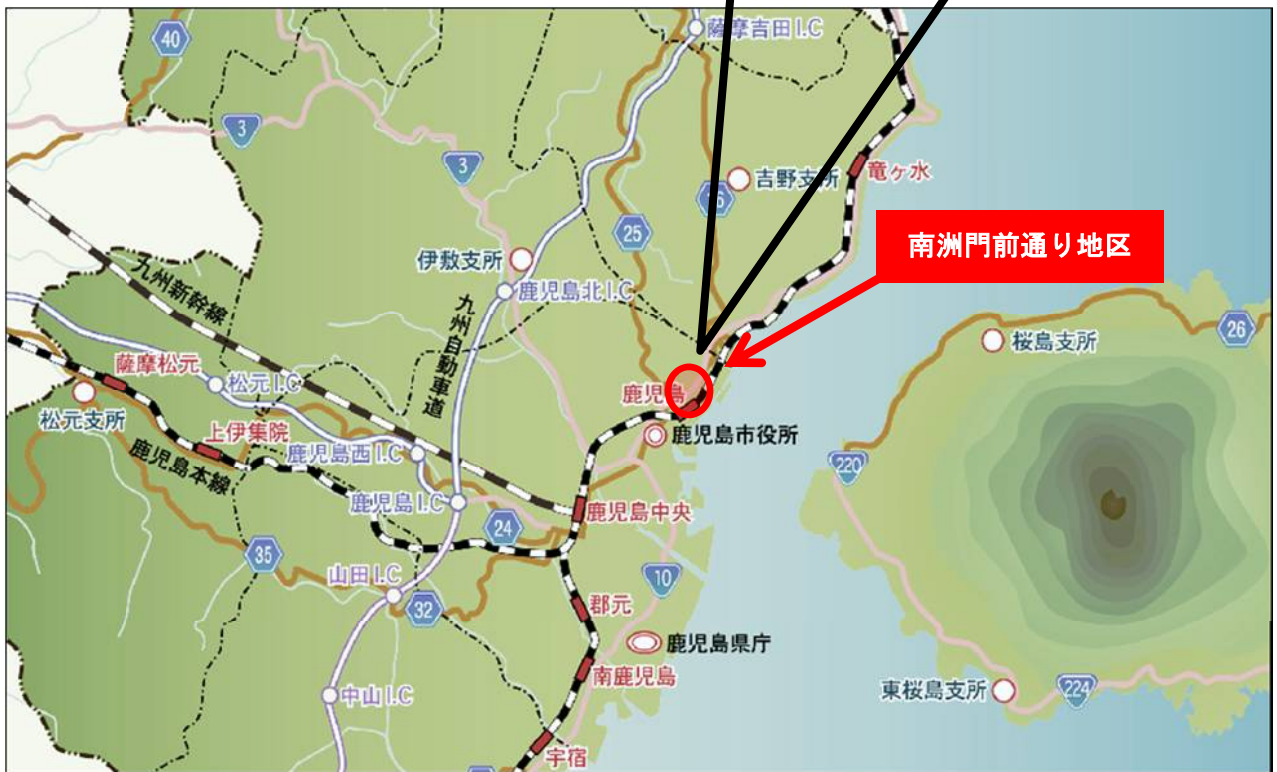 薩摩吉田I.C
40
3
3
16
吉野支所
竜ヶ水
25
南洲門前通り地区
伊敷支所
鹿児島北I.C
九州新幹線
九州自動車道
26
桜島支所
薩摩松元
松元I.C
鹿児島
松元支所
上伊集院
鹿児島市役所
鹿児島本線
鹿児島西I.C
220
鹿児島I.C
鹿児島中央
24
35
山田I.C
10
32
郡元
鹿児島県庁
南鹿児島
中山I.C
東桜島支所
224
宇宿